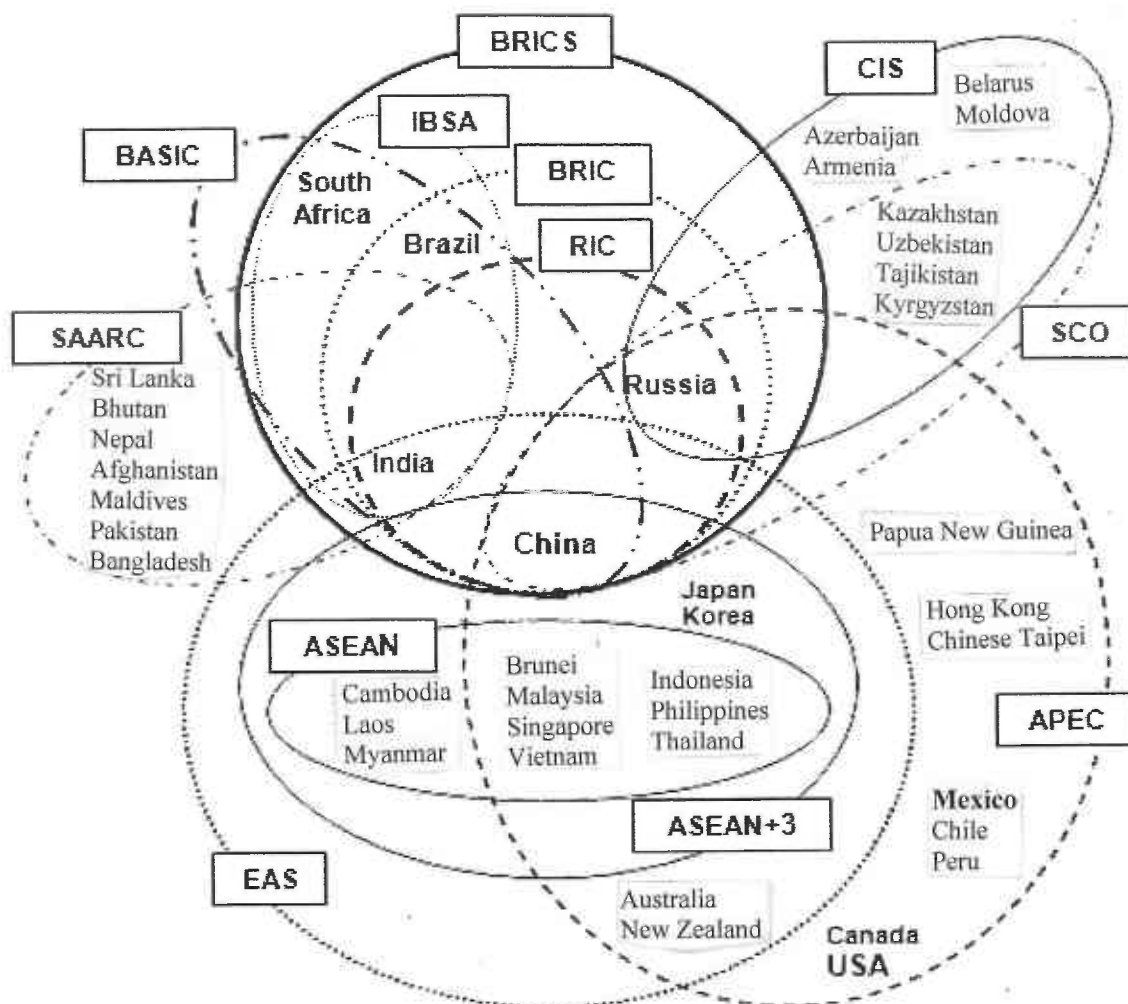 BRICS
CIS
Belarus
Moldova
IBSA
Azerbaijan
Armenia
BASIC
BRIC
South
Africa
Kazakhstan
Uzbekistan
Tajikistan
Kyrgyzstan
Brazil
RIC
SAARC
SCO
Sri Lanka
Bhutan
Nepal
Afghanistan
Maldives
Pakistan
Bangladesh
Russia
India
China
Papua New Guinea
Japan
Korea
Hong Kong
Chinese Taipei
ASEAN
Cambodia
Laos
Myanmar
Brunei
Malaysia
Singapore
Vietnam
Indonesia
Philippines
Thailand
APEC
Mexico
Chile
Peru
ASEAN+3
EAS
Australia
New Zealand
Canada
USA